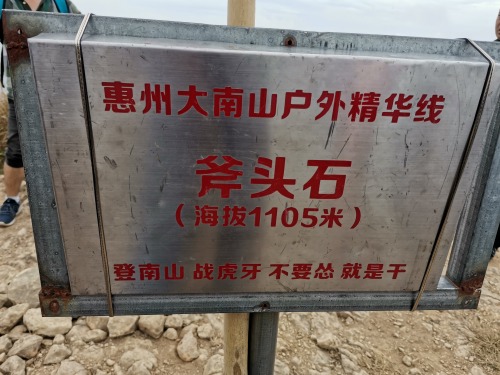 惠州大南山户外精华线
斧头石
（海拔1105米）
登南山 战虎牙 不要怂 就是干